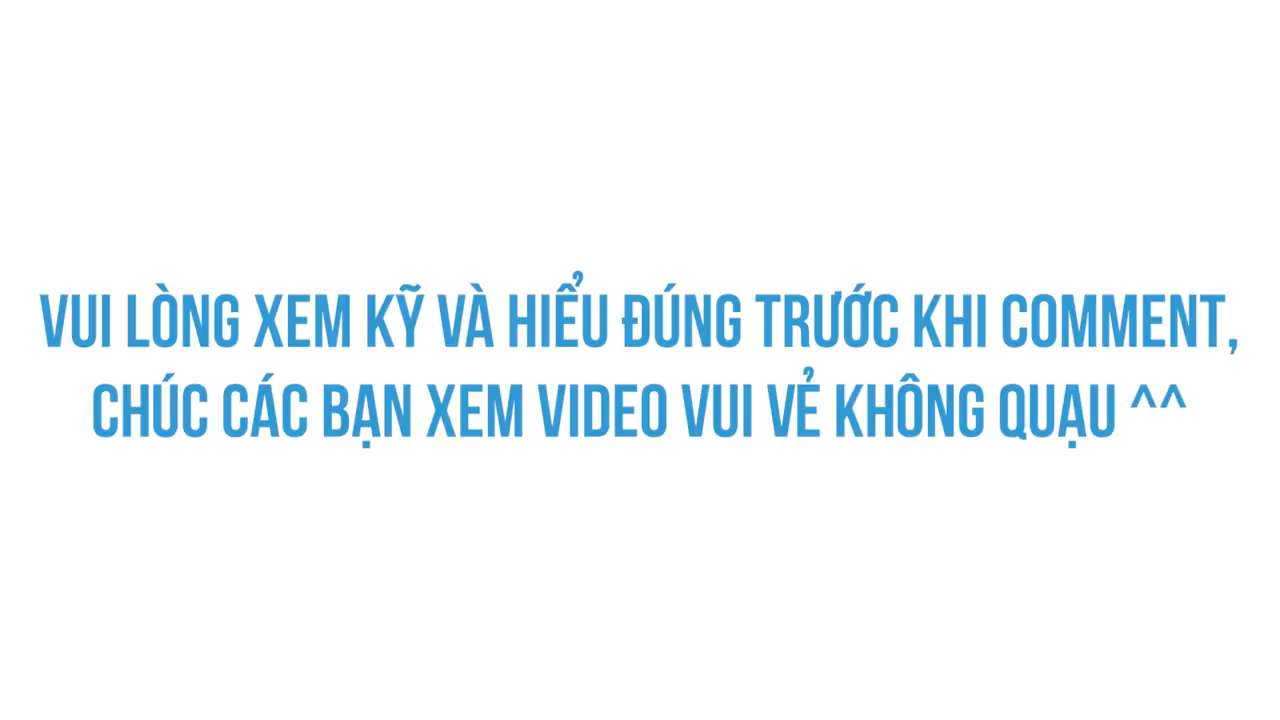 VUI LÒNG XEM KỸ VÀ HIỂU ĐÚNG TRƯỚC KHI COMMENT,
CHÚC CÁC BẠN XEM VIDEO VUI VẺ KHÔNG QUẠU ^^